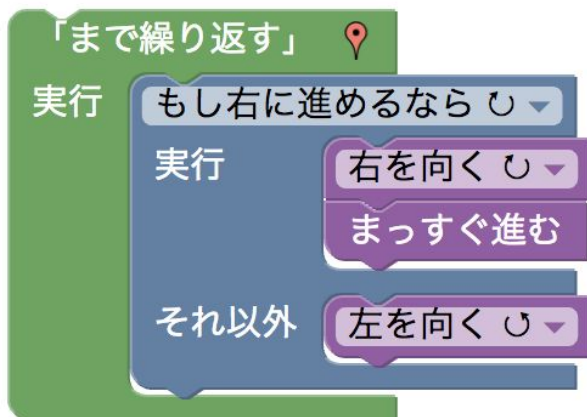 「まで繰り返す」
実行 もし右に進めるなら ↻
実行 右を向く ↻
まっすぐ進む
それ以外 左を向く ↺